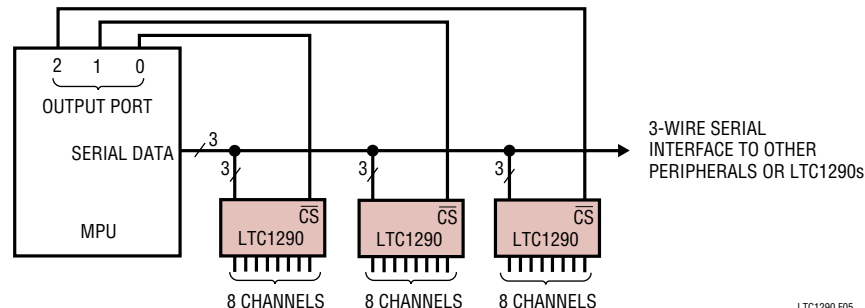 2 1 0
OUTPUT PORT
SERIAL DATA
3
MPU
3
3
3
CS
LTC1290
CS
LTC1290
CS
LTC1290
8 CHANNELS
8 CHANNELS
8 CHANNELS
3-WIRE SERIAL
INTERFACE TO OTHER
PERIPHERALS OR LTC1290s
LTC1290 F05